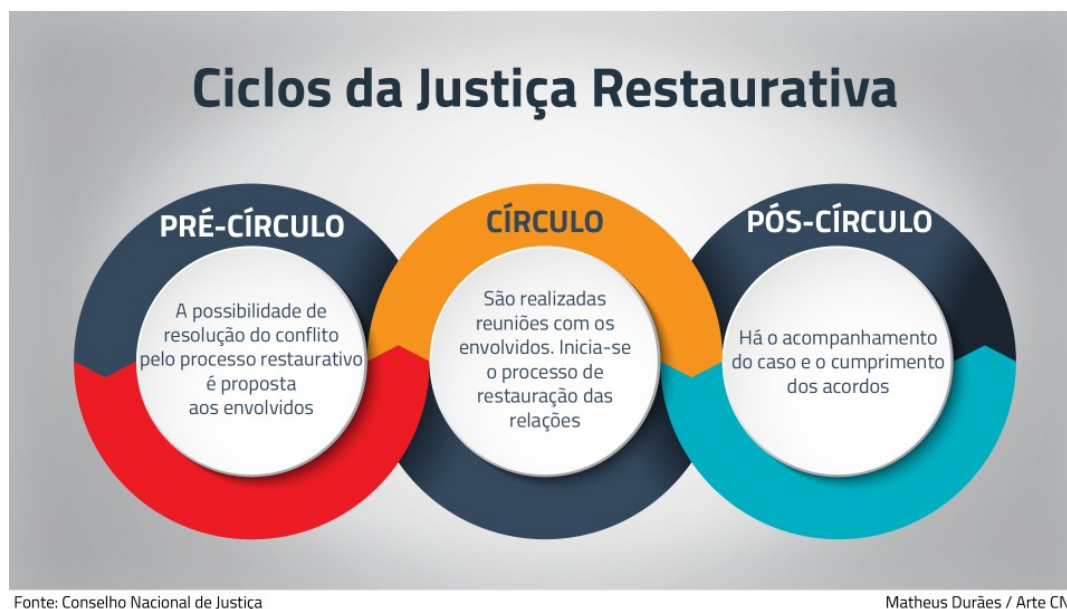 Ciclos da Justiça Restaurativa
PRÉ-CÍRCULO
A possibilidade de
resolução do conflito
pelo processo restaurativo
é proposta
aos envolvidos
CÍRCULO
São realizadas
reuniões com os
envolvidos. Inicia-se
o processo de
restauração das
relações
PÓS-CÍRCULO
Há o acompanhamento
do caso e o cumprimento
dos acordos
Fonte: Conselho Nacional de Justiça
Matheus Durães / Arte CN